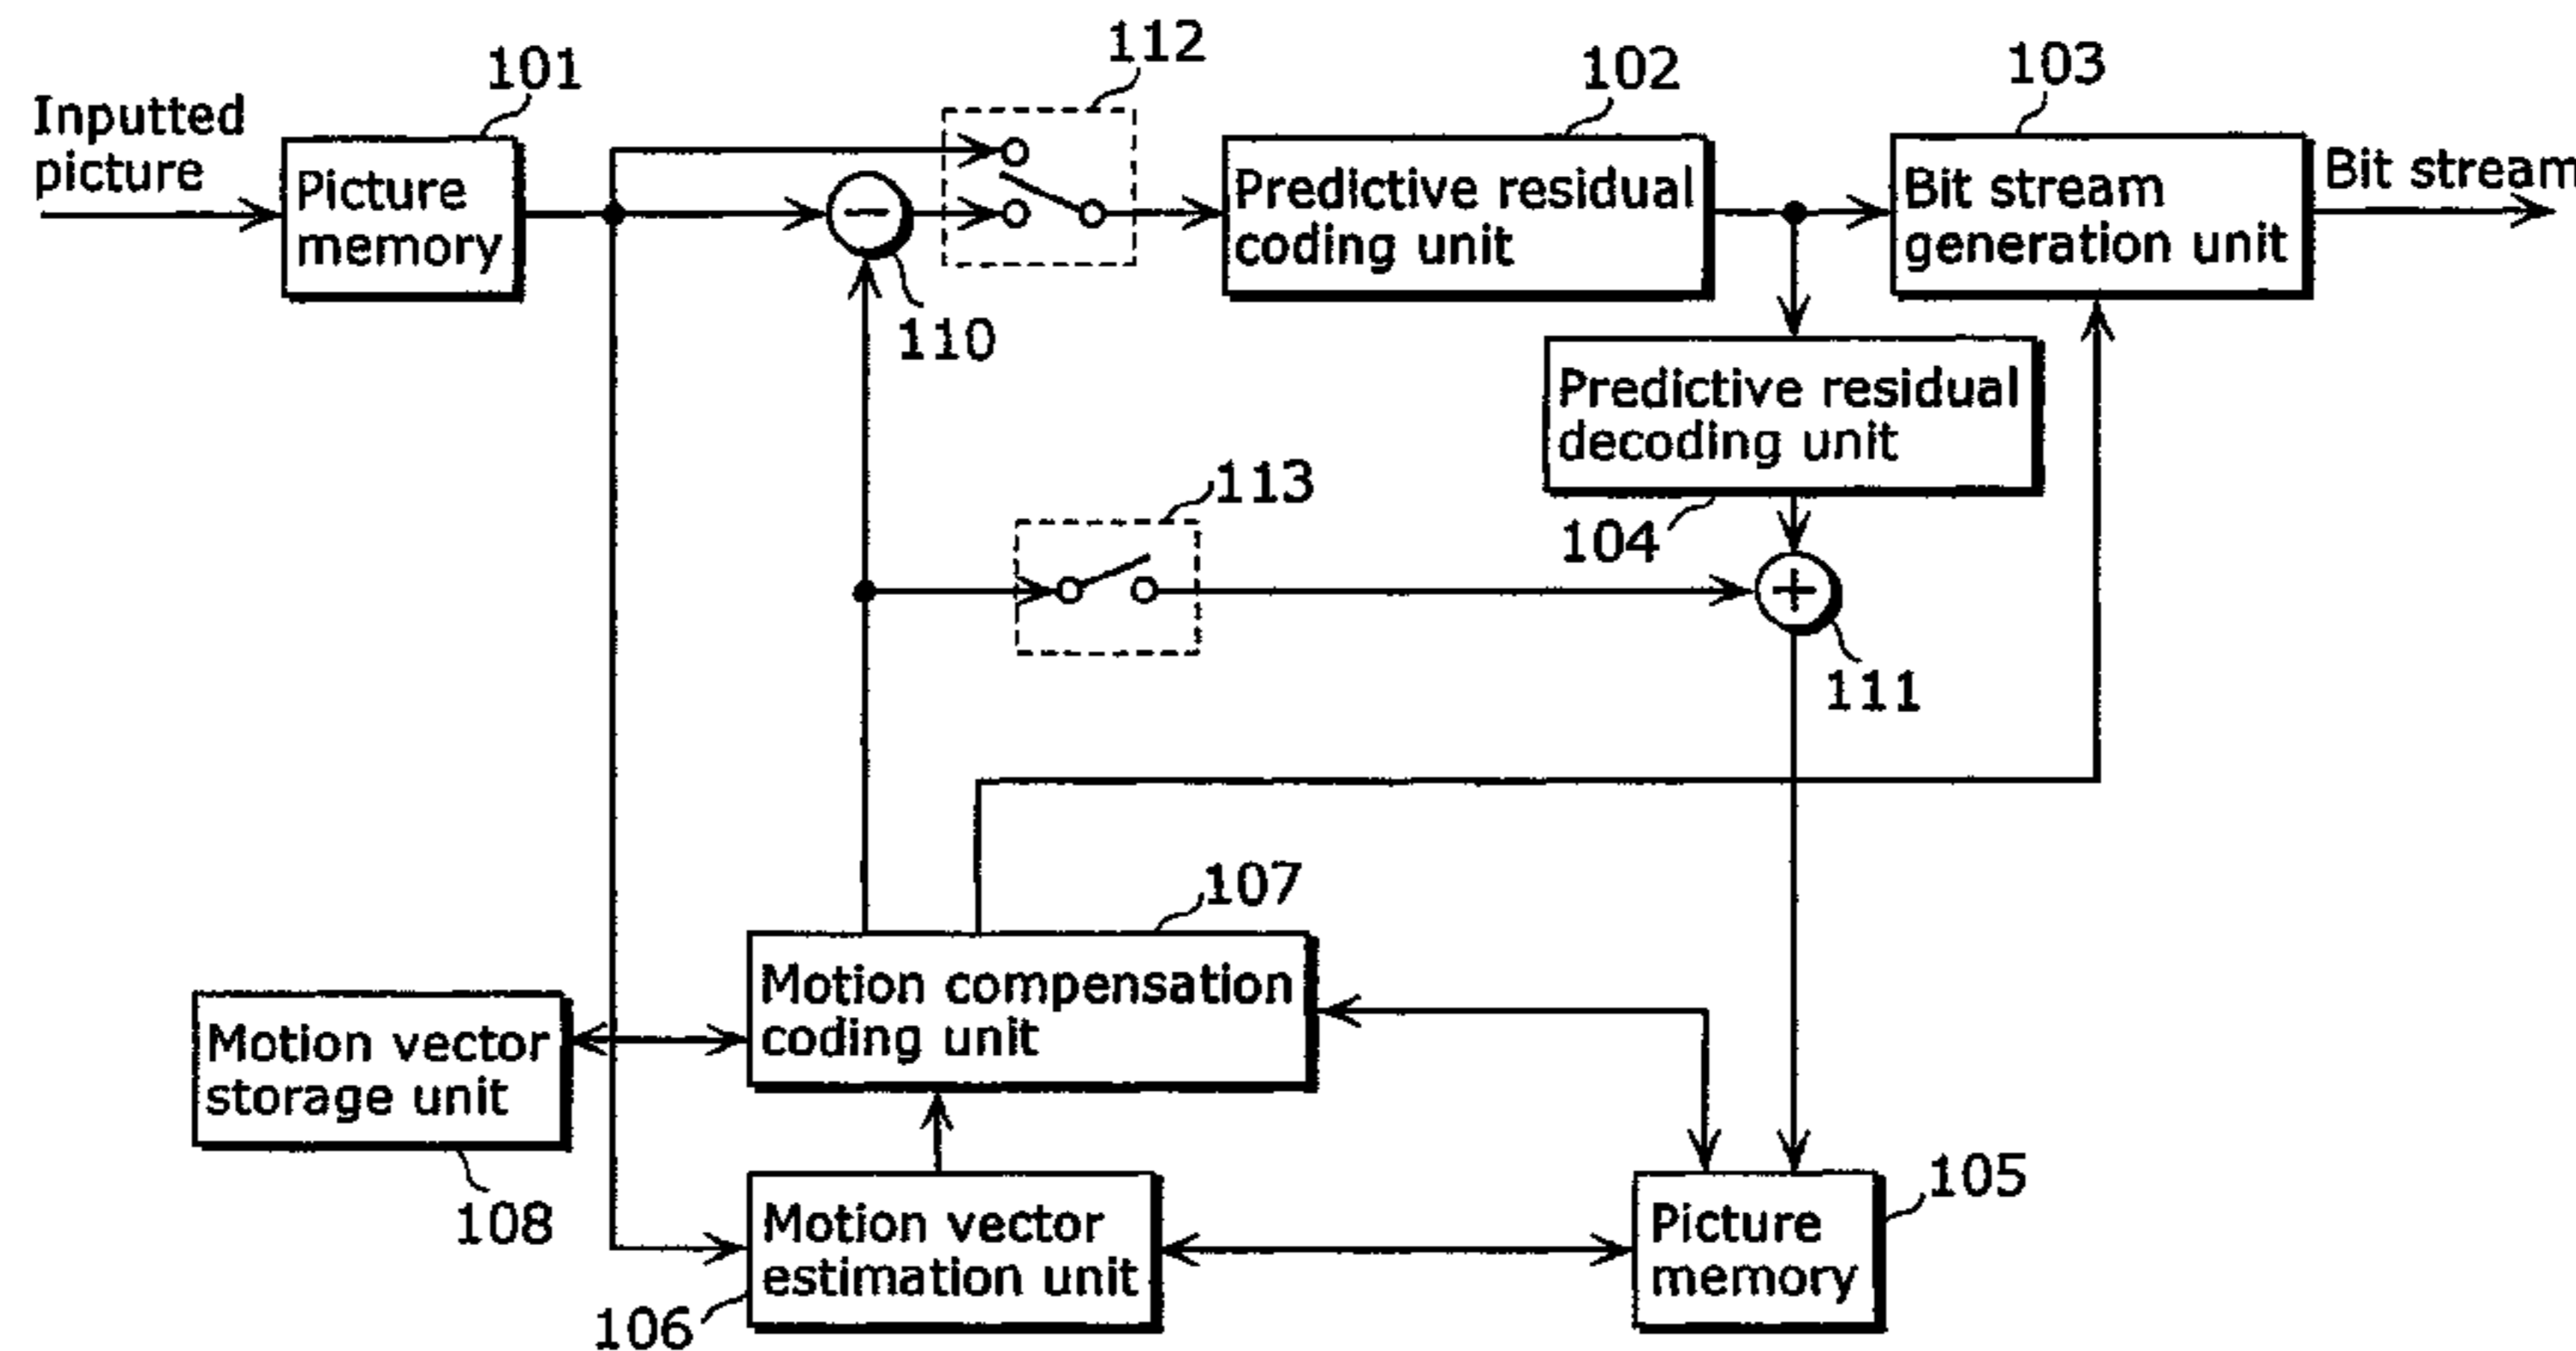 112
101
102
103
Inputted
picture
Picture
memory
Predictive residual
coding unit
Bit stream
generation unit
Bit stream
110
Predictive residual
decoding unit
113
104
111
107
Motion compensation
coding unit
Motion vector
storage unit
108
105
Motion vector
estimation unit
Picture
memory
106